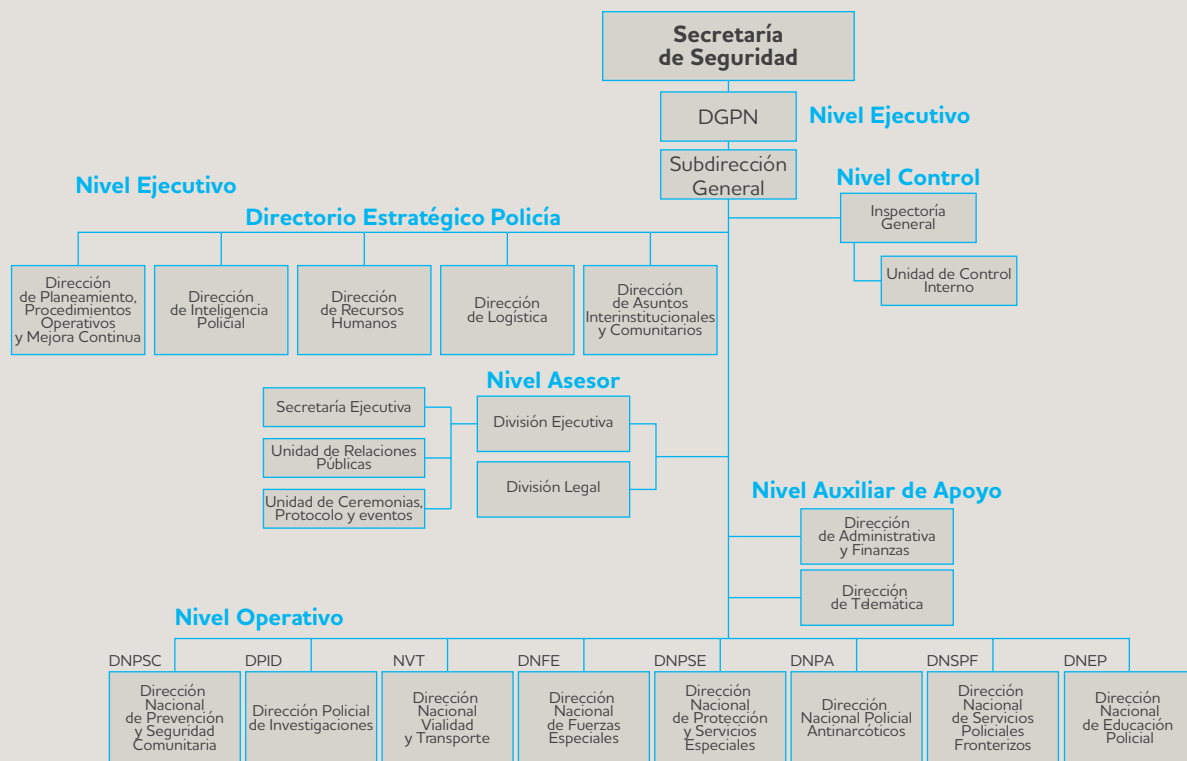 Secretaría
de Seguridad
DGPN
Nivel Ejecutivo
Subdirección
General
Nivel Ejecutivo
Nivel Control
Directorio Estratégico Policía
Inspectoría
General
Unidad de Control
Interno
Dirección
de Planeamiento,
Procedimientos
Operativos
y Mejora Continua
Dirección
de Inteligencia
Policial
Dirección
de Recursos
Humanos
Dirección
de Logística
Dirección
de Asuntos
Interinstitucionales
y Comunitarios
Nivel Asesor
Secretaría Ejecutiva
Unidad de Relaciones
Públicas
Unidad de Ceremonias,
Protocolo y eventos
División Ejecutiva
División Legal
Nivel Auxiliar de Apoyo
Dirección
de Administrativa
y Finanzas
Dirección
de Telemática
Nivel Operativo
DNPSC
Dirección
Nacional
de Prevención
y Seguridad
Comunitaria
DPID
Dirección Policial
de Investigaciones
NVT
Dirección
Nacional
Vialidad
y Transporte
DNFE
Dirección
Nacional
de Fuerzas
Especiales
DNPSE
Dirección
Nacional
de Protección
y Servicios
Especiales
DNPA
Dirección
Nacional Policial
Antinarcóticos
DNSPF
Dirección
Nacional
de Servicios
Policiales
Fronterizos
DNEP
Dirección
Nacional
de Educación
Policial